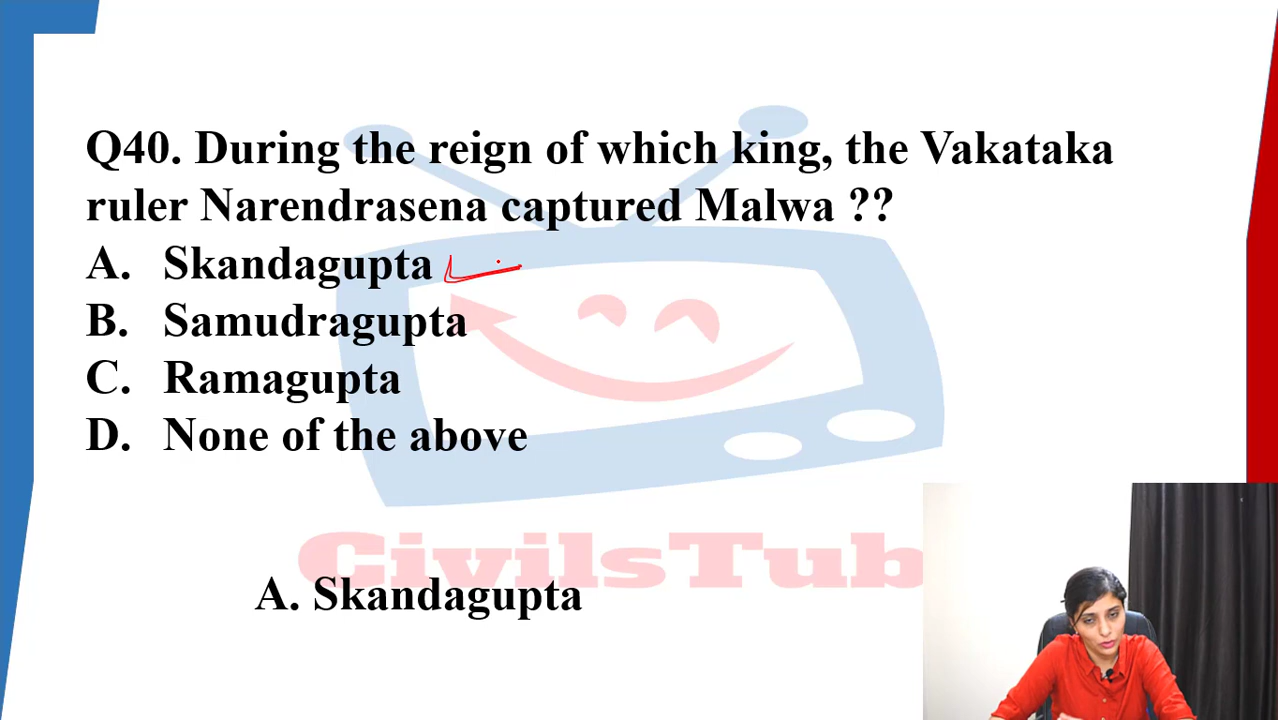 Q40. During the reign of which king, the Vakataka
ruler Narendrasena captured Malwa ??
A. Skandagupta
B. Samudragupta
C. Ramagupta
D. None of the above
CivilsTub
A. Skandagupta